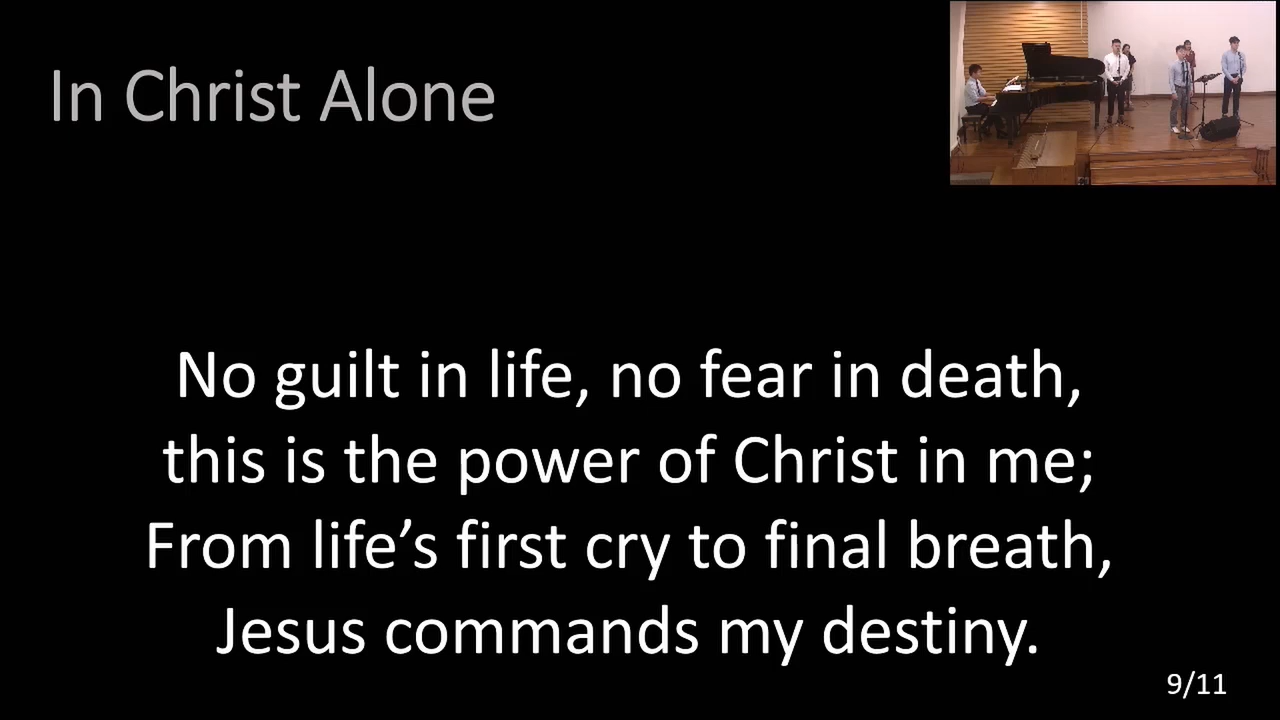 In Christ Alone
No guilt in life, no fear in death,
this is the power of Christ in me;
From life’s first cry to final breath,
Jesus commands my destiny.
9/11